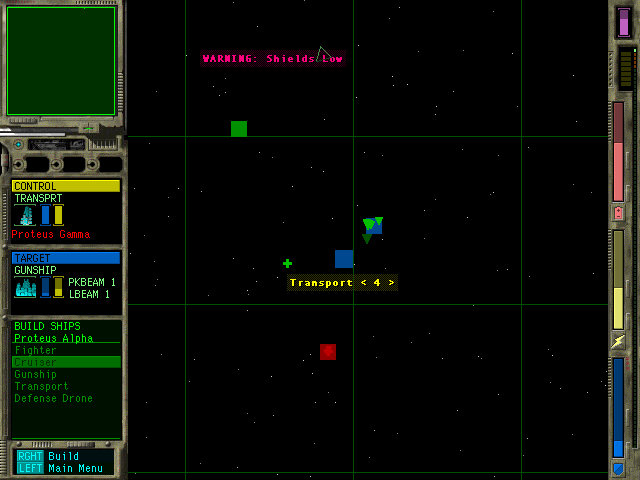 WARNING: Shields Low
CONTROL
TRANSPRT
Proteus Gamma
TARGET
GUNSHIP
PKBEAM 1
LBEAM 1
Transport < 4 >
BUILD SHIPS
Proteus Alpha
Fighter
Cruiser
Gunship
Transport
Defense Drone
RGHT Build
LEFT Main Menu